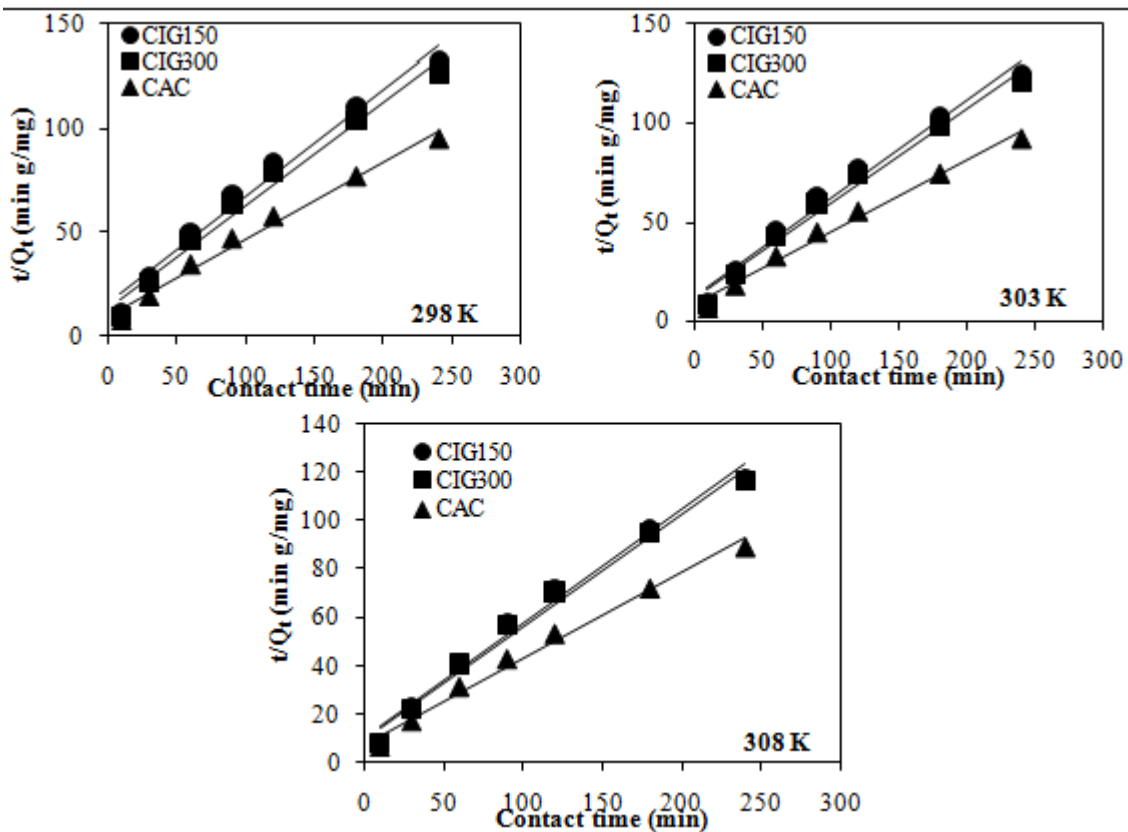 150
100
50
0
t/Qt (min g/mg)
CIG150
CIG300
CAC
298 K
0 50 100 150 200 250 300
Contact time (min)
150
100
50
0
t/Qt (min g/mg)
CIG150
CIG300
CAC
303 K
0 50 100 150 200 250 300
Contact time (min)
140
120
100
80
60
40
20
0
t/Qt (min g/mg)
CIG150
CIG300
CAC
308 K
0 50 100 150 200 250 300
Contact time (min)